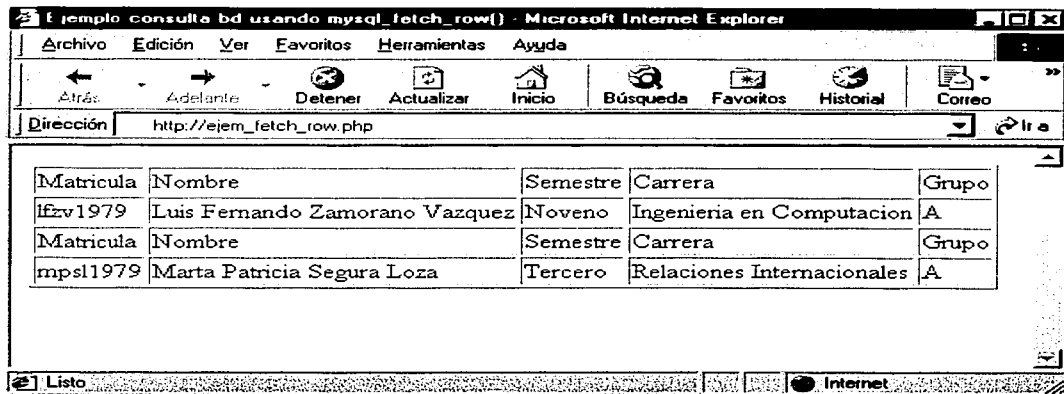 Ejemplo consulta bd usando mysql_fetch_row() - Microsoft Internet Explorer
Archivo Edición Ver Favoritos Herramientas Ayuda
Atrás Adelante Detener Actualizar Inicio Búsqueda Favoritos Historial Correo »
Dirección http://ejem_fetch_row.php Ir a
Matricula Nombre Semestre Carrera Grupo
lfzv1979 Luis Fernando Zamorano Vazquez Noveno Ingenieria en Computacion A
Matricula Nombre Semestre Carrera Grupo
mpsl1979 Marta Patricia Segura Loza Tercero Relaciones Internacionales A
Listo Internet